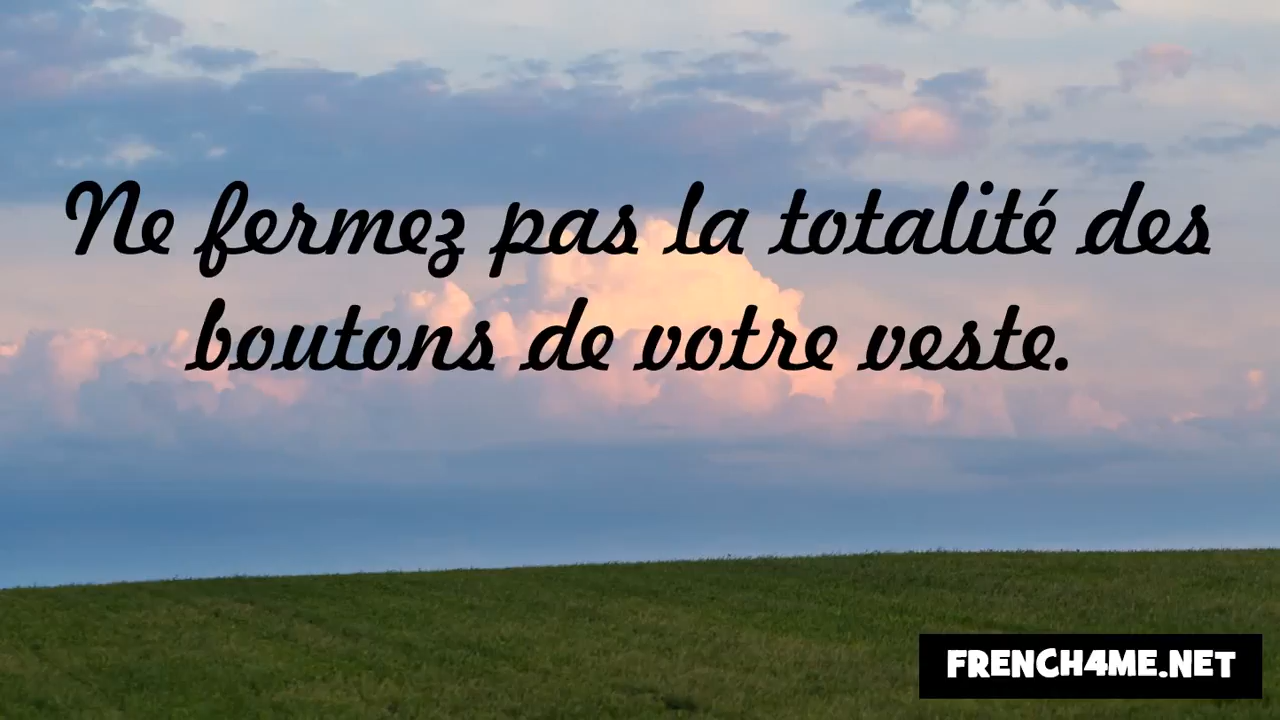 Ne fermez pas la totalité des
boutons de votre veste.
FRENCH4ME.NET